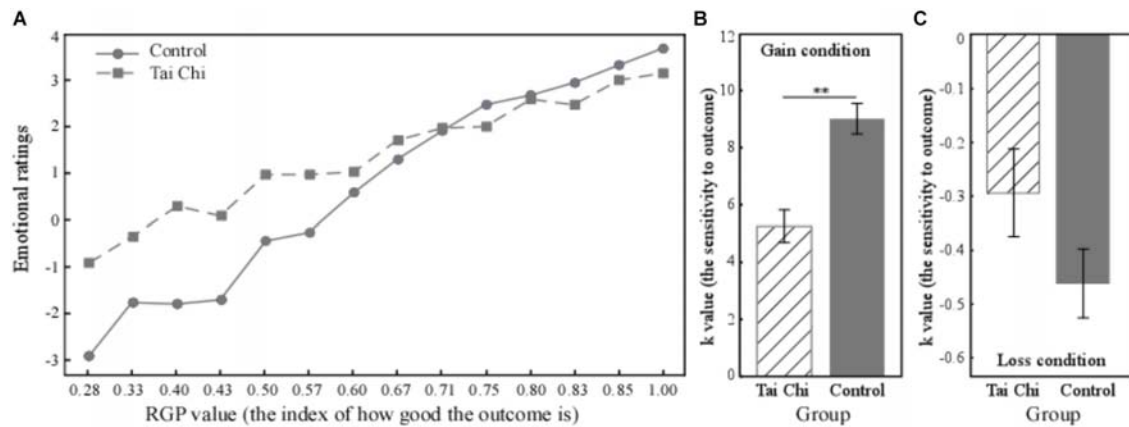 A
4
3
2
1
0
-1
-2
-3
Emotional ratings
Control
Tai Chi
0.28 0.33 0.40 0.43 0.50 0.57 0.60 0.67 0.71 0.75 0.80 0.83 0.85 1.00
RGP value (the index of how good the outcome is)
B
12
10
8
6
4
2
0
k value (the sensitivity to outcome)
Gain condition
**
Tai Chi Control
Group
C
0
-0.1
-0.2
-0.3
-0.4
-0.5
-0.6
k value (the sensitivity to outcome)
Loss condition
Tai Chi Control
Group